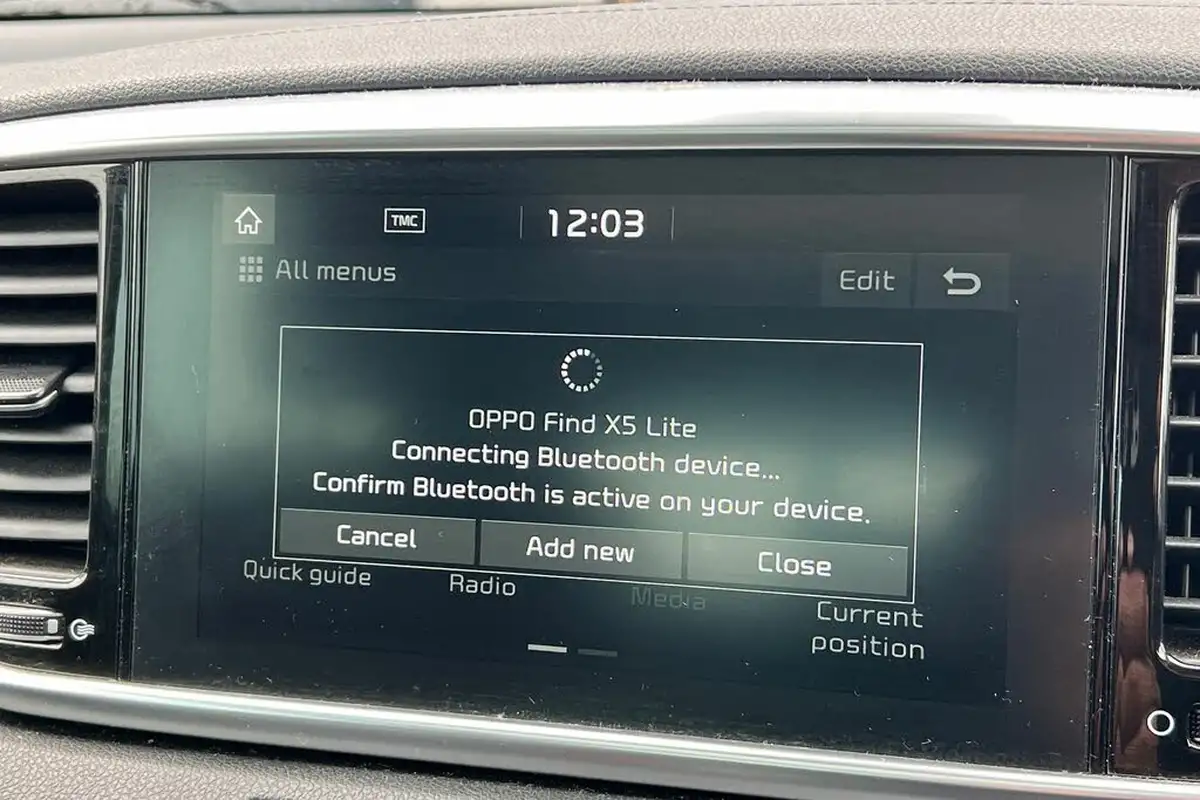 TMC
12:03
All menus
Edit
OPPO Find X5 Lite
Connecting Bluetooth device...
Confirm Bluetooth is active on your device.
Cancel
Add new
Close
Quick guide
Radio
Media
Current
position